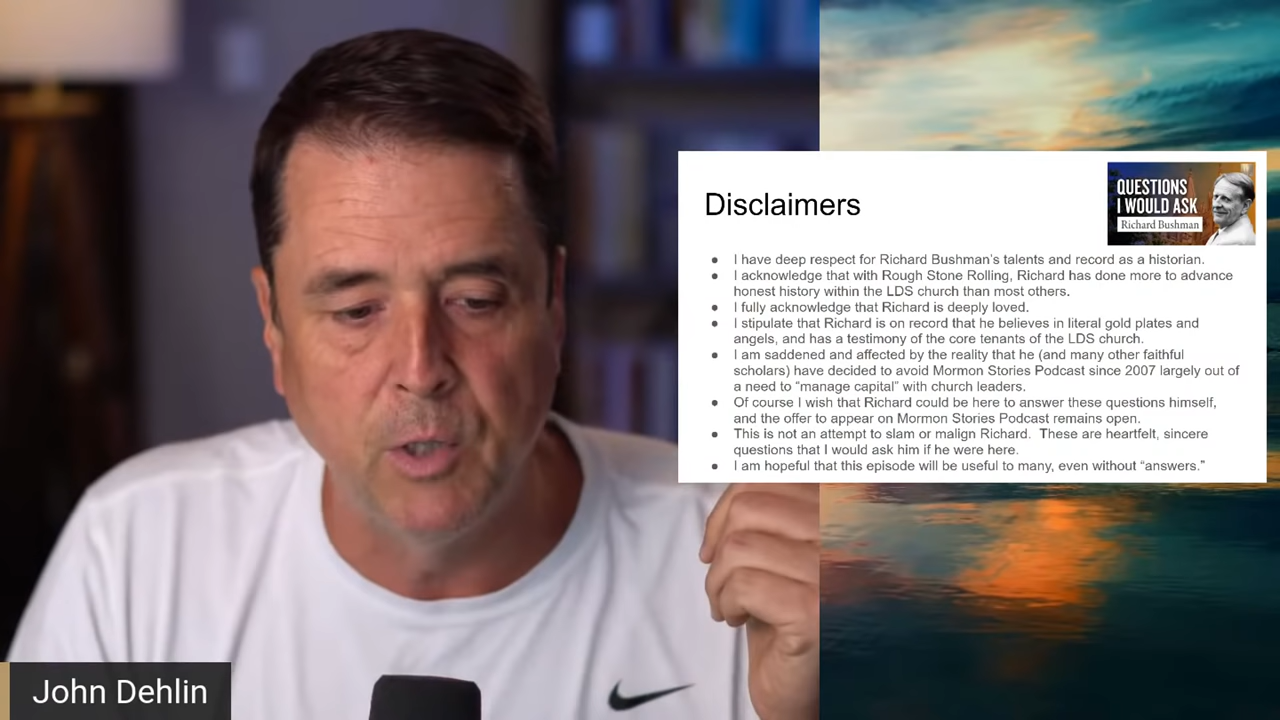 Disclaimers
QUESTIONS
I WOULD ASK
Richard Bushman
● I have deep respect for Richard Bushman's talents and record as a historian.
● I acknowledge that with Rough Stone Rolling, Richard has done more to advance
honest history within the LDS church than most others.
● I fully acknowledge that Richard is deeply loved.
● I stipulate that Richard is on record that he believes in literal gold plates and
angels, and has a testimony of the core tenants of the LDS church.
● I am saddened and affected by the reality that he (and many other faithful
scholars) have decided to avoid Mormon Stories Podcast since 2007 largely out of
a need to “manage capital” with church leaders.
● Of course I wish that Richard could be here to answer these questions himself,
and the offer to appear on Mormon Stories Podcast remains open.
● This is not an attempt to slam or malign Richard.  These are heartfelt, sincere
questions that I would ask him if he were here.
● I am hopeful that this episode will be useful to many, even without “answers.”
John Dehlin